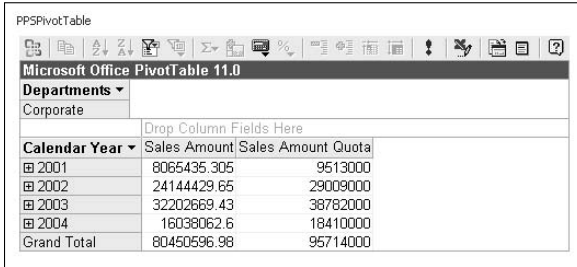 PPSPivotTable
Microsoft Office PivotTable 11.0
Departments
Corporate
Drop Column Fields Here
Calendar Year Sales Amount Sales Amount Quota
2001 8065435.305 9513000
2002 24144429.65 29009000
2003 32202669.43 38782000
2004 16038062.6 18410000
Grand Total 80450596.98 95714000